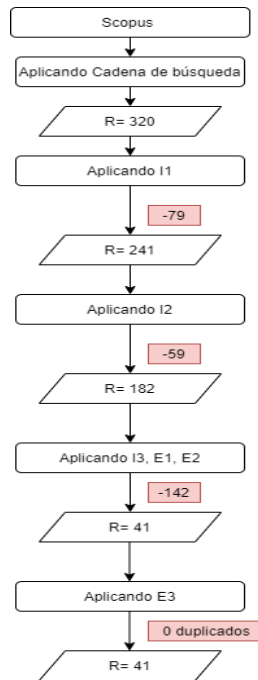 Scopus
Aplicando Cadena de búsqueda
R= 320
Aplicando I1
-79
R= 241
Aplicando I2
-59
R= 182
Aplicando I3, E1, E2
-142
R= 41
Aplicando E3
0 duplicados
R= 41